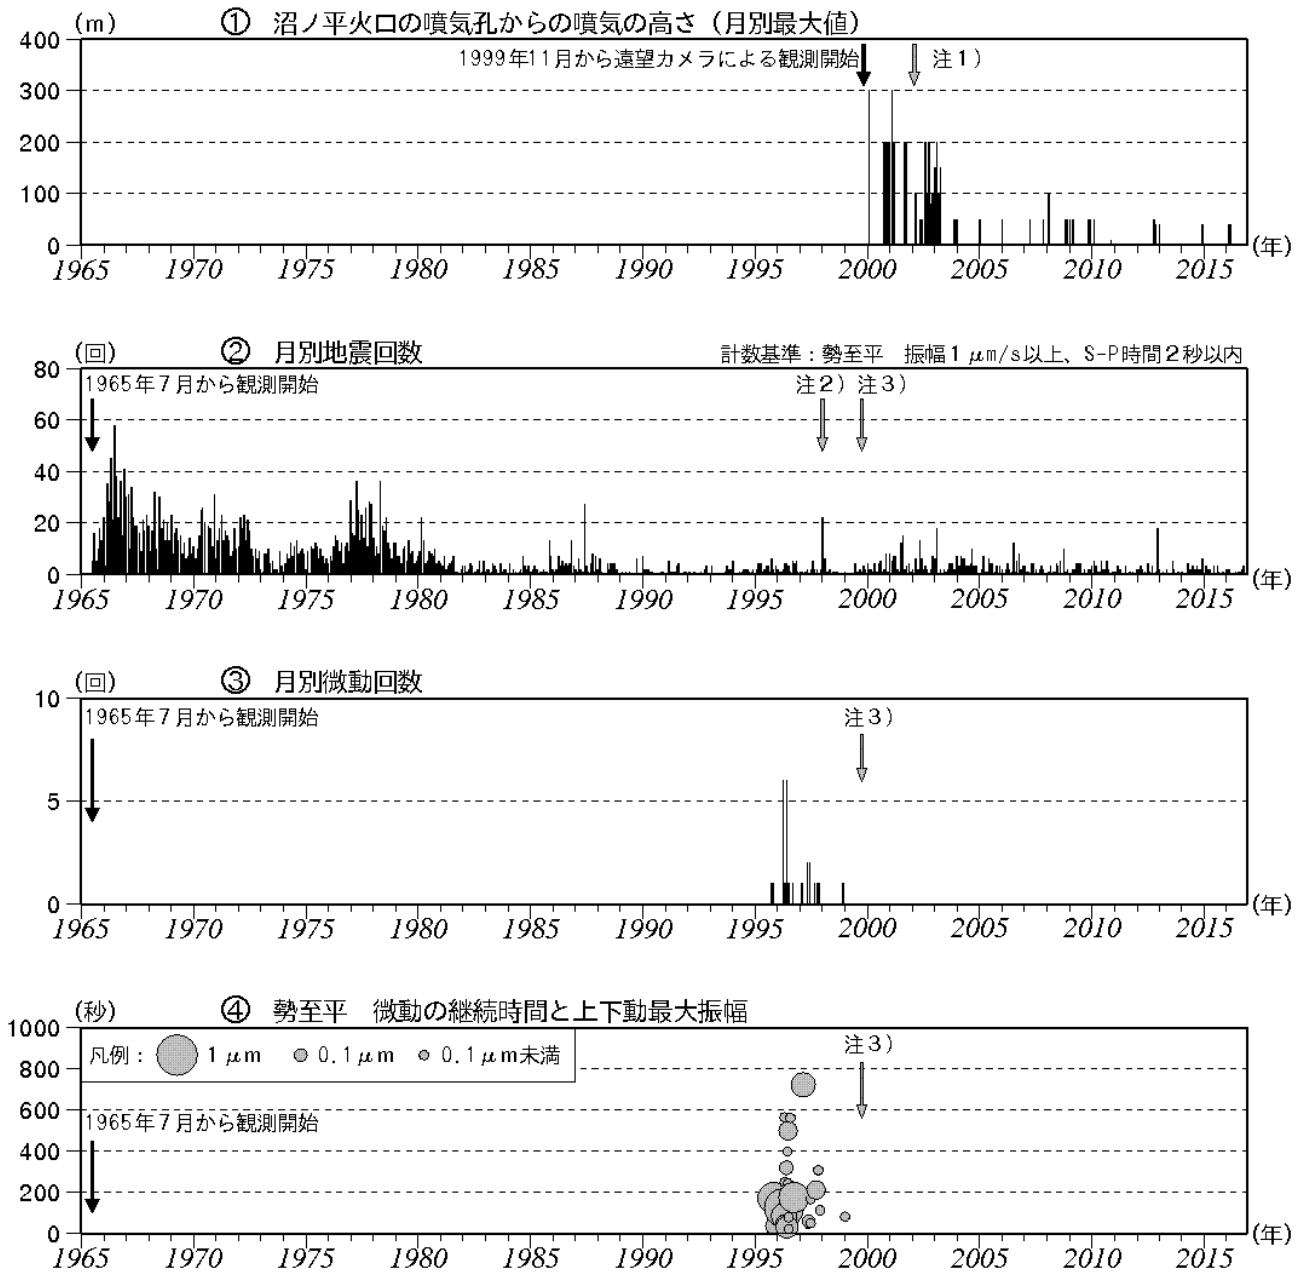 (m) ① 沼ノ平火口の噴気孔からの噴気の高さ（月別最大値）
400
1999年11月から遠望カメラによる観測開始 注1)
300
200
100
0
1965 1970 1975 1980 1985 1990 1995 2000 2005 2010 2015 (年)
(回) ② 月別地震回数 計数基準：勢至平 振幅1μm/s以上、S-P時間2秒以内
80
1965年7月から観測開始 注2) 注3)
60
40
20
0
1965 1970 1975 1980 1985 1990 1995 2000 2005 2010 2015 (年)
(回) ③ 月別微動回数
10
1965年7月から観測開始 注3)
5
0
1965 1970 1975 1980 1985 1990 1995 2000 2005 2010 2015 (年)
(秒) ④ 勢至平 微動の継続時間と上下動最大振幅
1000
凡例： 1μm 0.1μm 0.1μm未満 注3)
800
600
1965年7月から観測開始
400
200
0
1965 1970 1975 1980 1985 1990 1995 2000 2005 2010 2015 (年)